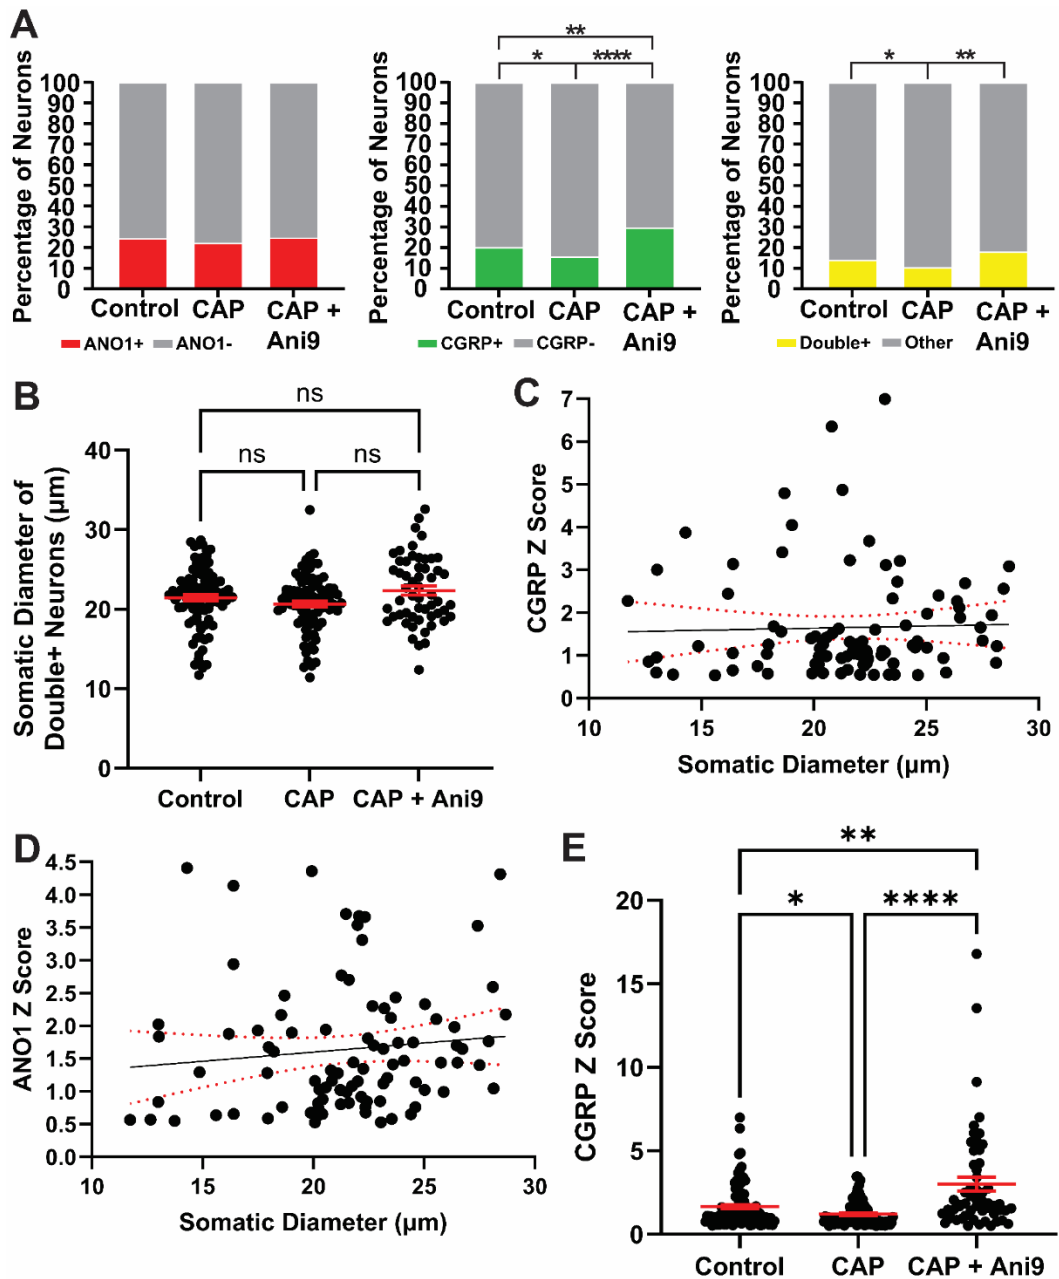 A
Percentage of Neurons
100
90
80
70
60
50
40
30
20
10
0
Control CAP CAP +
Ani9
ANO1+ ANO1-
Percentage of Neurons
100
90
80
70
60
50
40
30
20
10
0
**
* ****
Control CAP CAP +
Ani9
CGRP+ CGRP-
Percentage of Neurons
100
90
80
70
60
50
40
30
20
10
0
* **
Control CAP CAP +
Ani9
Double+ Other
B
Somatic Diameter of
Double+ Neurons (µm)
40
30
20
10
0
ns
ns ns
Control CAP CAP + Ani9
C
CGRP Z Score
7
6
5
4
3
2
1
0
10 15 20 25 30
Somatic Diameter (µm)
D
ANO1 Z Score
4.5
4.0
3.5
3.0
2.5
2.0
1.5
1.0
0.5
0.0
10 15 20 25 30
Somatic Diameter (µm)
E
CGRP Z Score
20
15
10
5
0
**
* ****
Control CAP CAP + Ani9